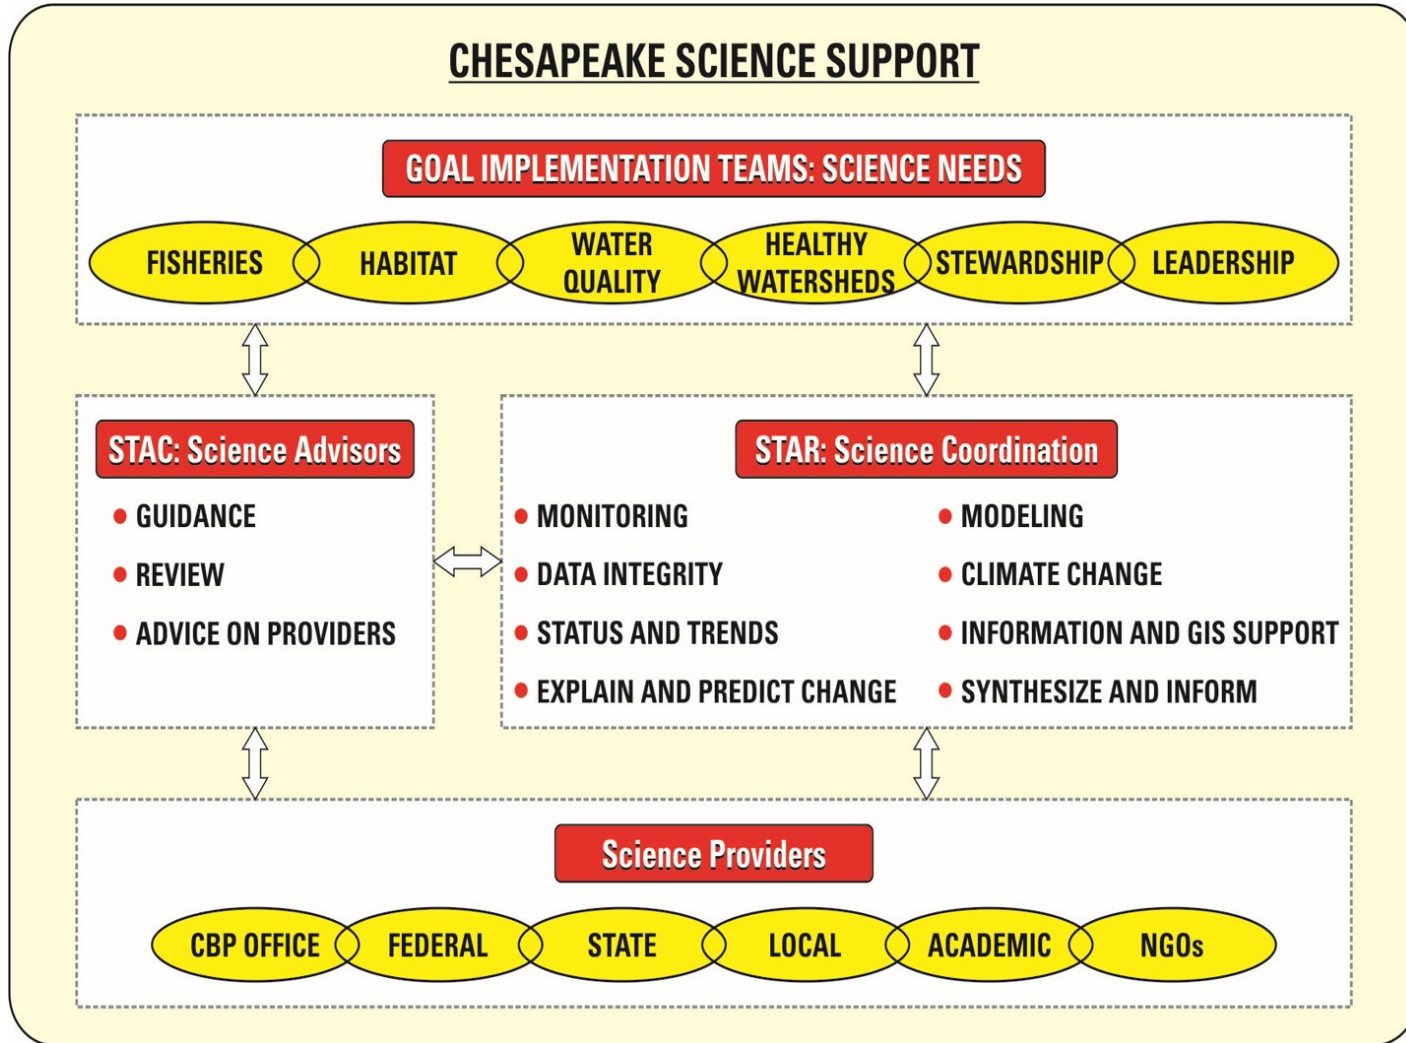 CHESAPEAKE SCIENCE SUPPORT
GOAL IMPLEMENTATION TEAMS: SCIENCE NEEDS
FISHERIES
HABITAT
WATER
QUALITY
HEALTHY
WATERSHEDS
STEWARDSHIP
LEADERSHIP
STAC: Science Advisors
GUIDANCE
REVIEW
ADVICE ON PROVIDERS
STAR: Science Coordination
MONITORING
DATA INTEGRITY
STATUS AND TRENDS
EXPLAIN AND PREDICT CHANGE
MODELING
CLIMATE CHANGE
INFORMATION AND GIS SUPPORT
SYNTHESIZE AND INFORM
Science Providers
CBP OFFICE
FEDERAL
STATE
LOCAL
ACADEMIC
NGOs